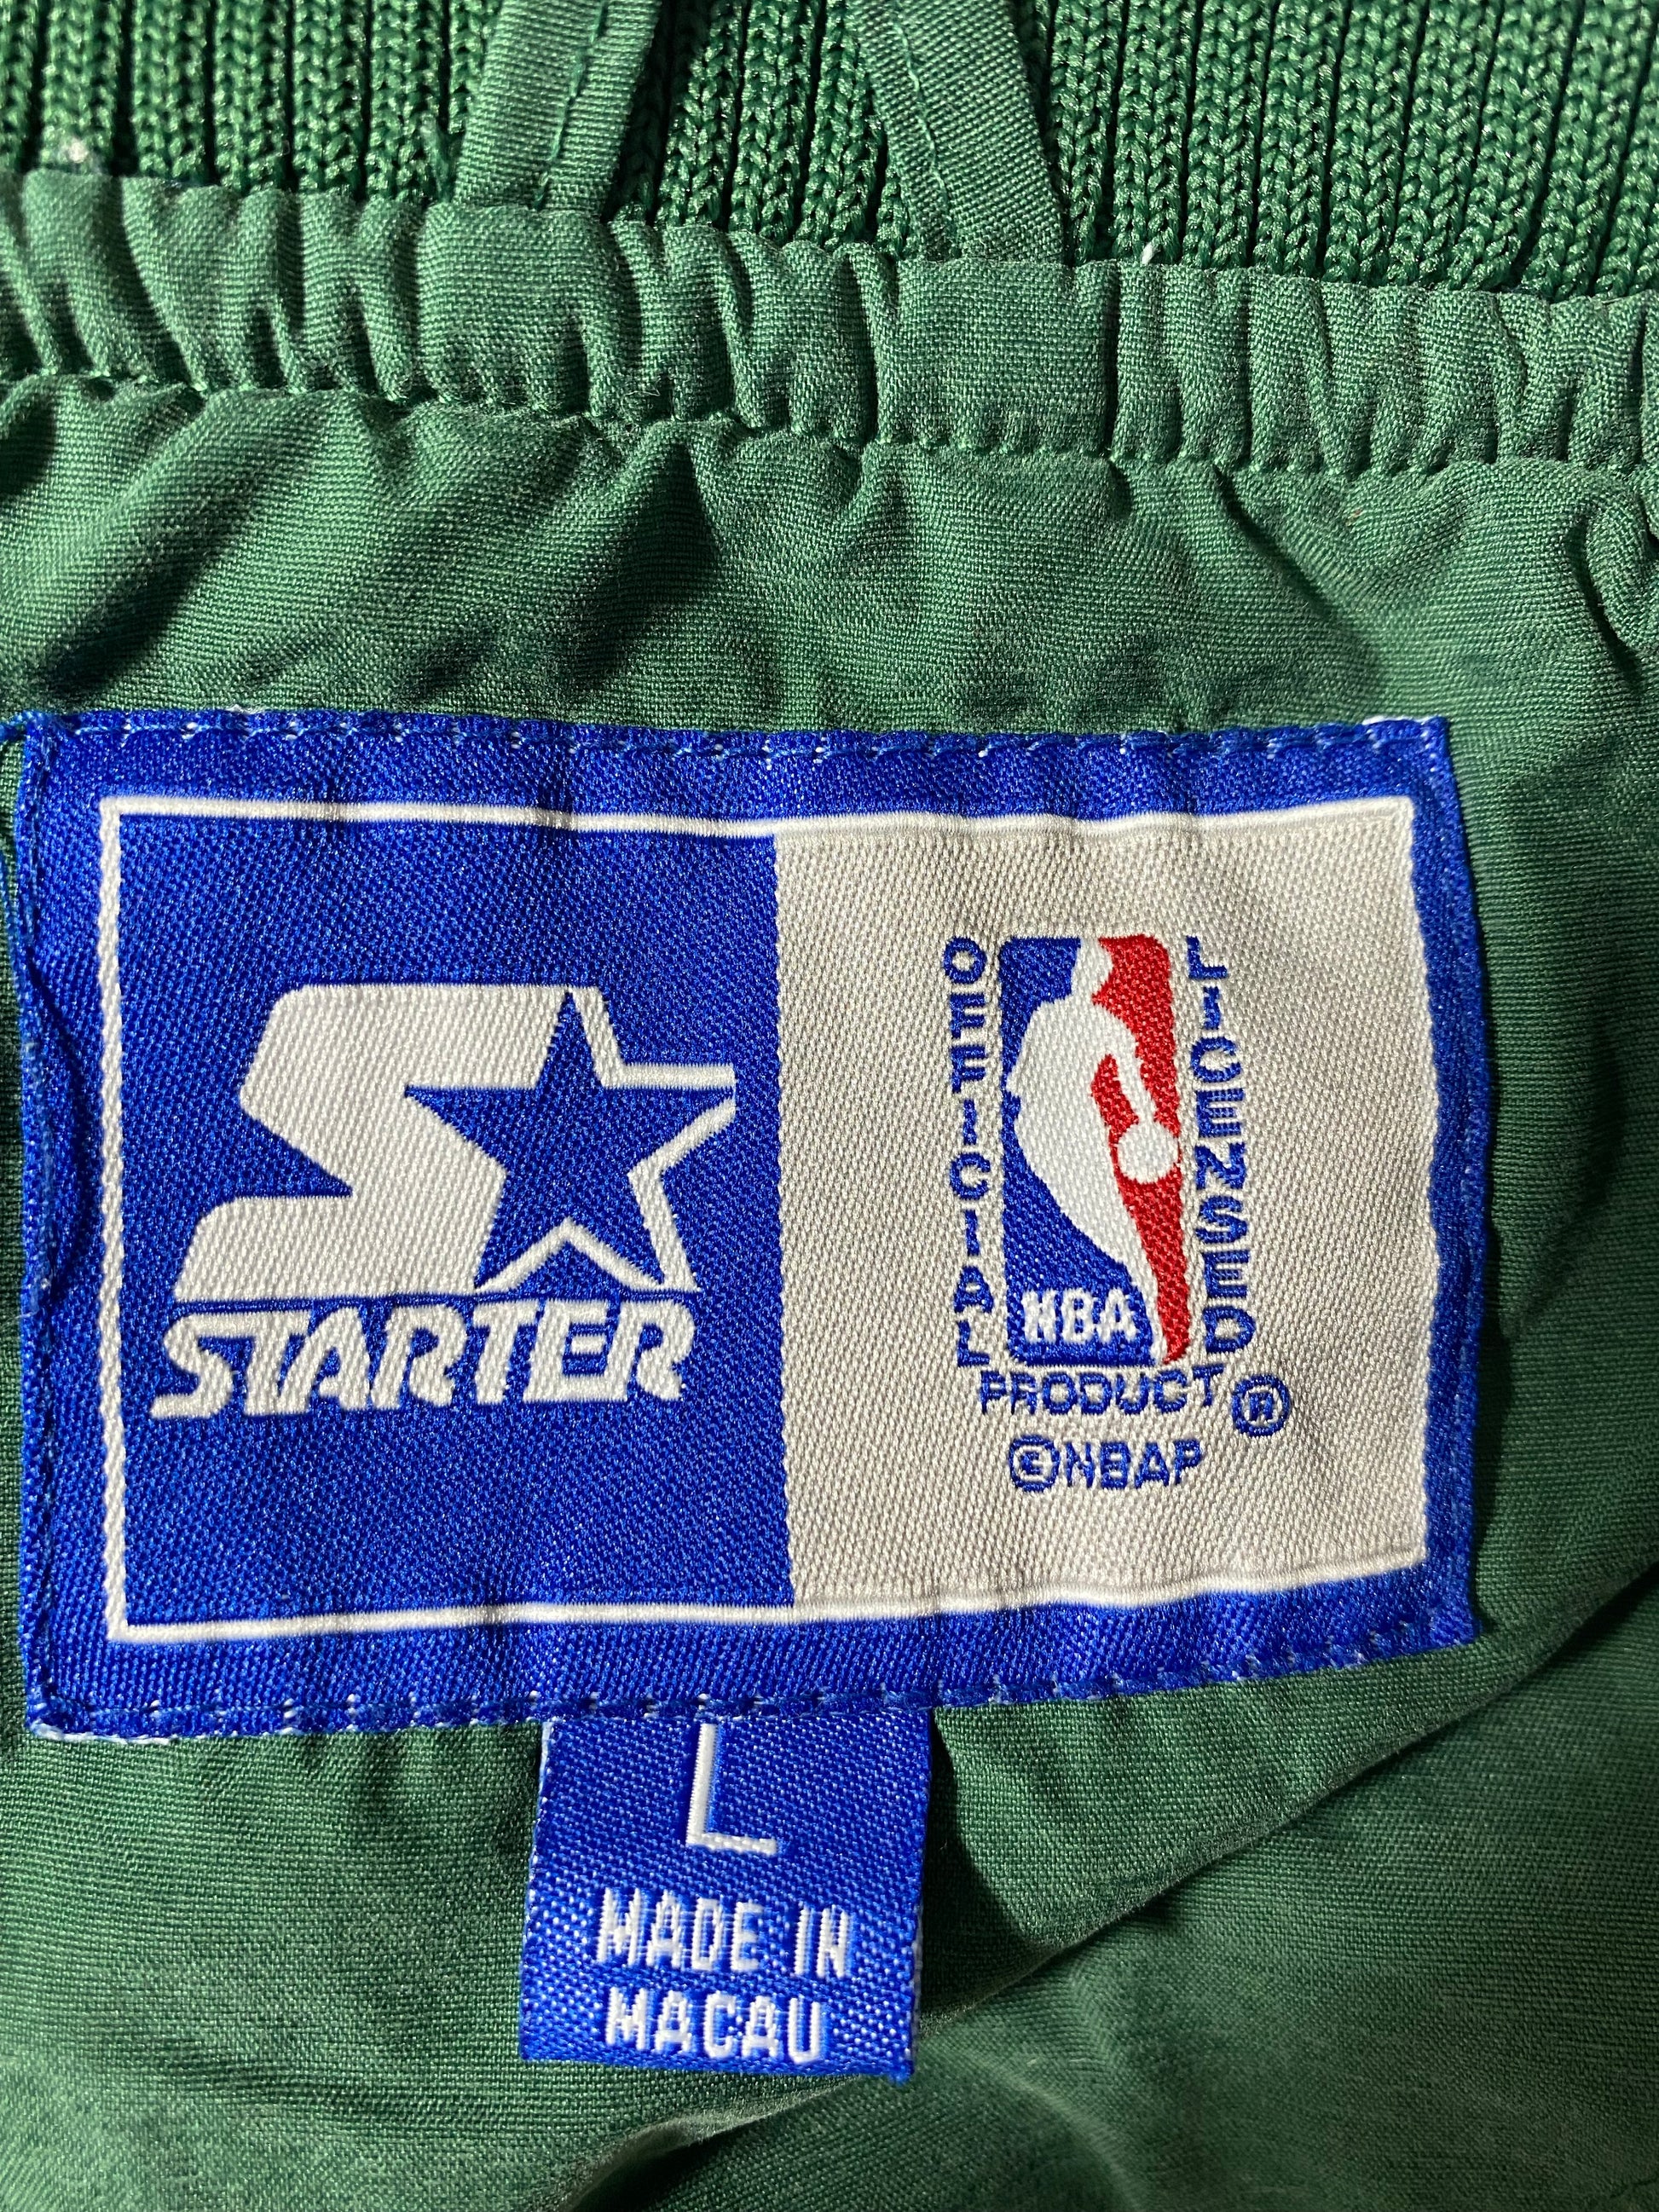 STARTER
OFFICIAL
LICENSED
NBA
PRODUCT ®
©NBAP
L
MADE IN
MACAU